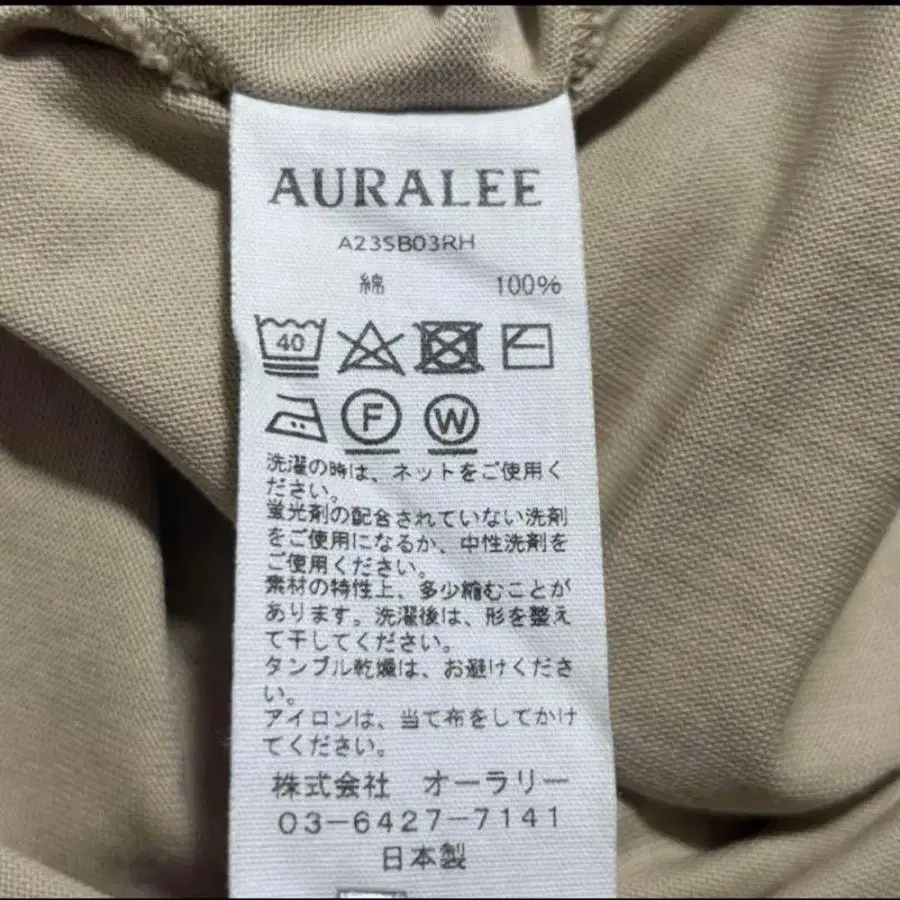 AURALEE
A23SB03RH
綿 100%
40
F W
洗濯の時は、ネットをご使用く
ださい。
蛍光剤の配合されていない洗剤
をご使用になるか、中性洗剤を
ご使用ください。
素材の特性上、多少縮むことが
あります。洗濯後は、形を整え
て干してください。
タンブル乾燥は、お避けくださ
い。
アイロンは、当て布をしてかけ
てください。
株式会社 オーラリー
03-6427-7141
日本製